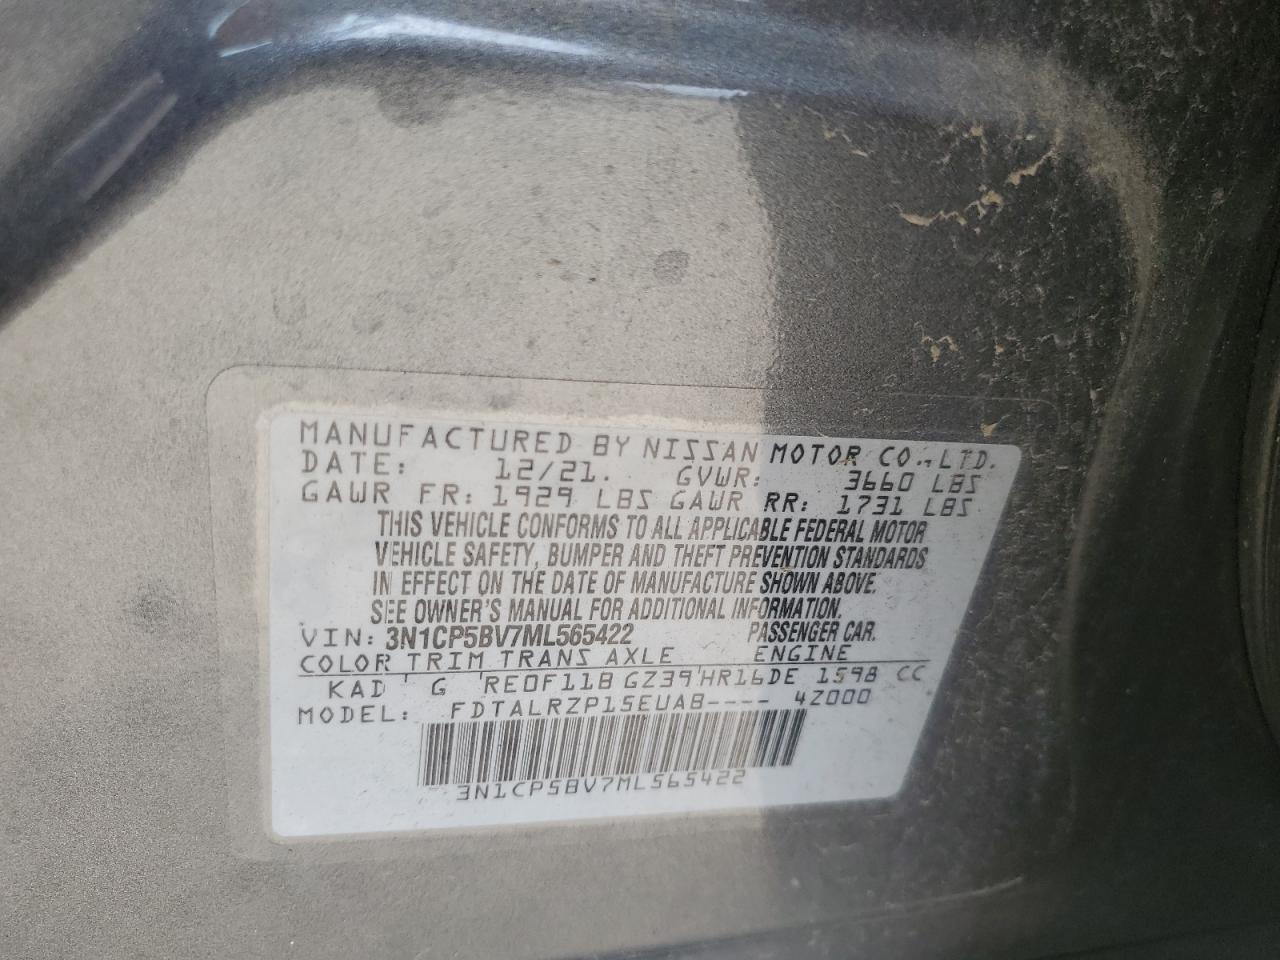 MANUFACTURED BY NISSAN MOTOR CO., LTD.
DATE: 12/21. GVWR: 3660 LBS
GAWR FR: 1929 LBS GAWR RR: 1731 LBS
THIS VEHICLE CONFORMS TO ALL APPLICABLE FEDERAL MOTOR
VEHICLE SAFETY, BUMPER AND THEFT PREVENTION STANDARDS
IN EFFECT ON THE DATE OF MANUFACTURE SHOWN ABOVE.
SEE OWNER'S MANUAL FOR ADDITIONAL INFORMATION.
VIN: 3N1CP5BV7ML565422 PASSENGER CAR.
COLOR TRIM TRANS AXLE ENGINE
KAD G RE0F11B GZ39 HR16DE 1598 CC
MODEL: FDTALRZP15EUAB---- 4Z000
3N1CP5BV7ML565422